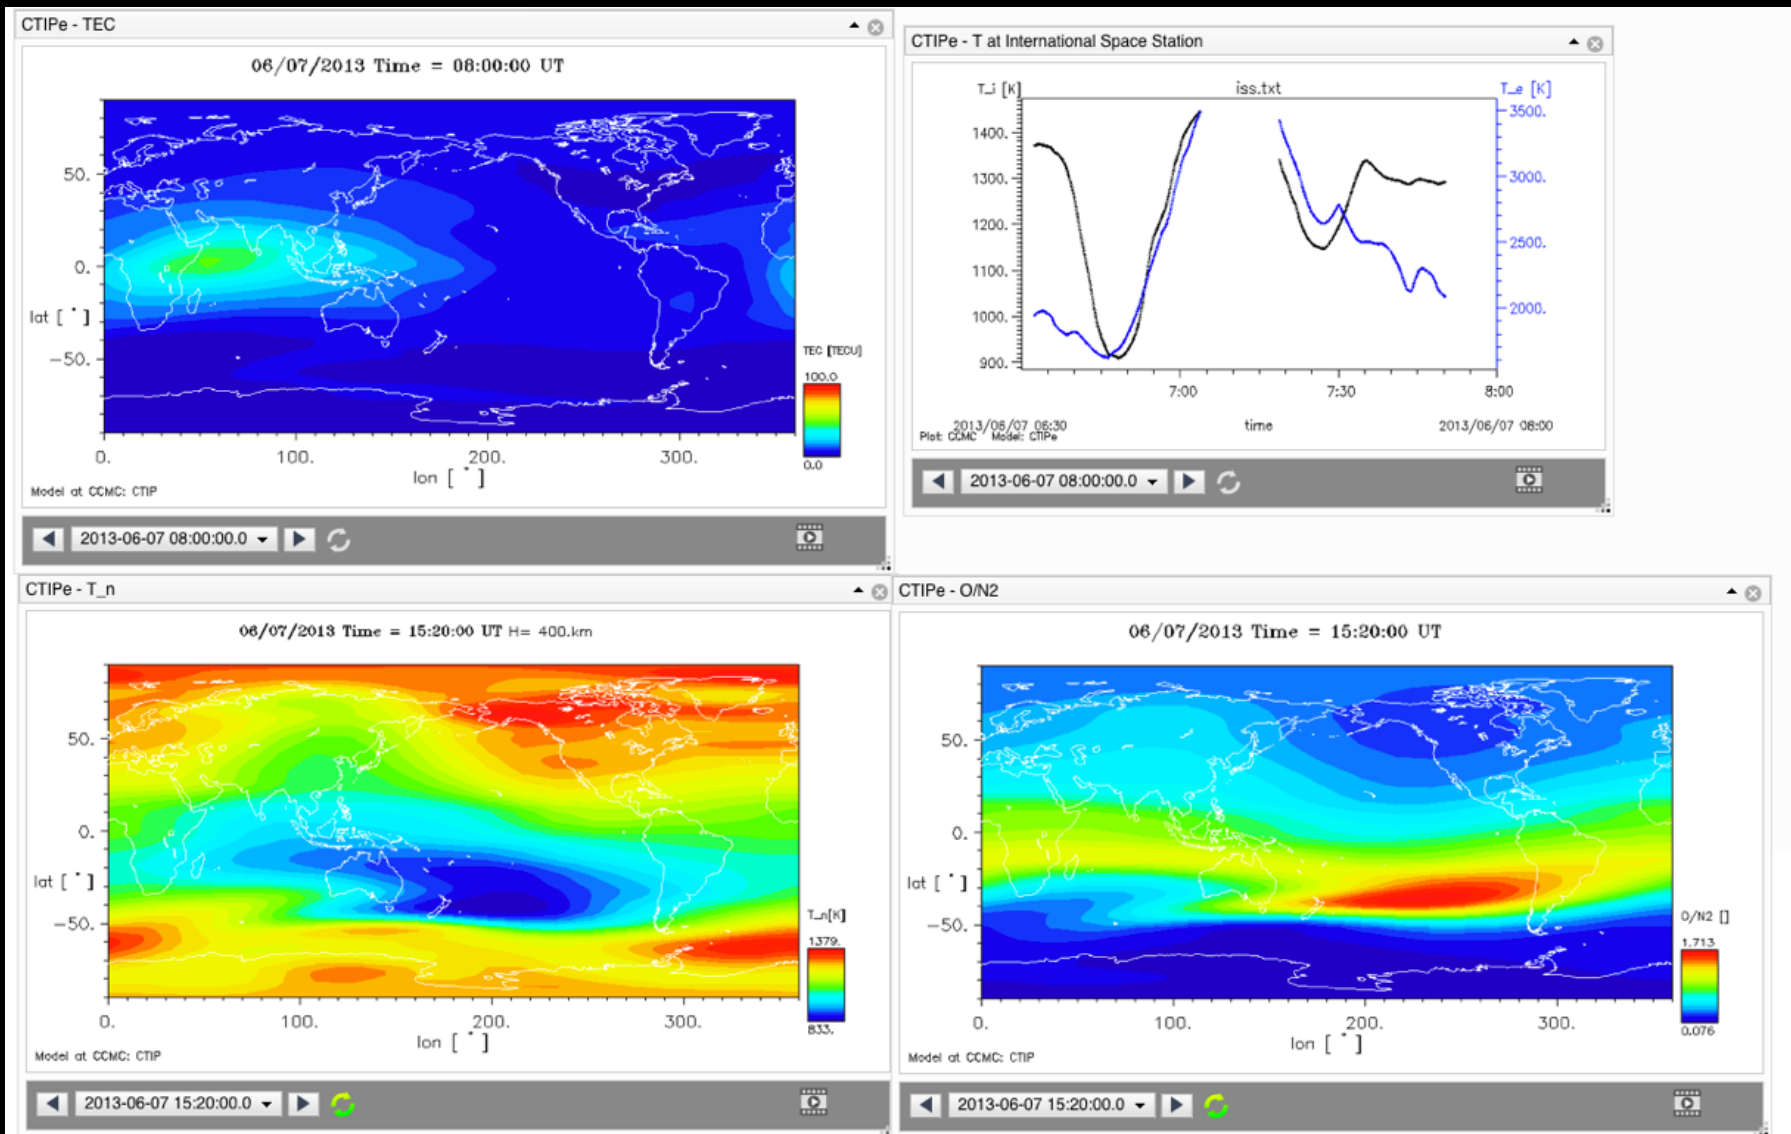 CTIPe - TEC
06/07/2013 Time = 08:00:00 UT
50.
0.
lat [ ° ]
-50.
TEC [TECU]
100.0
0.0
0. 100. 200. 300.
lon [ ° ]
Model at CCMC: CTIP
2013-06-07 08:00:00.0
CTIPe - T at International Space Station
T_i [K]
iss.txt
T_e [K]
1400.
1300.
1200.
1100.
1000.
900.
3500.
3000.
2500.
2000.
7:00 7:30 8:00
2013/06/07 06:30
time
2013/06/07 08:00
Plot: CCMC Model: CTIPe
2013-06-07 08:00:00.0
CTIPe - T_n
06/07/2013 Time = 15:20:00 UT H= 400.km
50.
0.
lat [ ° ]
-50.
T_n[K]
1379.
833.
0. 100. 200. 300.
lon [ ° ]
Model at CCMC: CTIP
2013-06-07 15:20:00.0
CTIPe - O/N2
06/07/2013 Time = 15:20:00 UT
50.
0.
lat [ ° ]
-50.
O/N2 []
1.713
0.076
0. 100. 200. 300.
lon [ ° ]
Model at CCMC: CTIP
2013-06-07 15:20:00.0